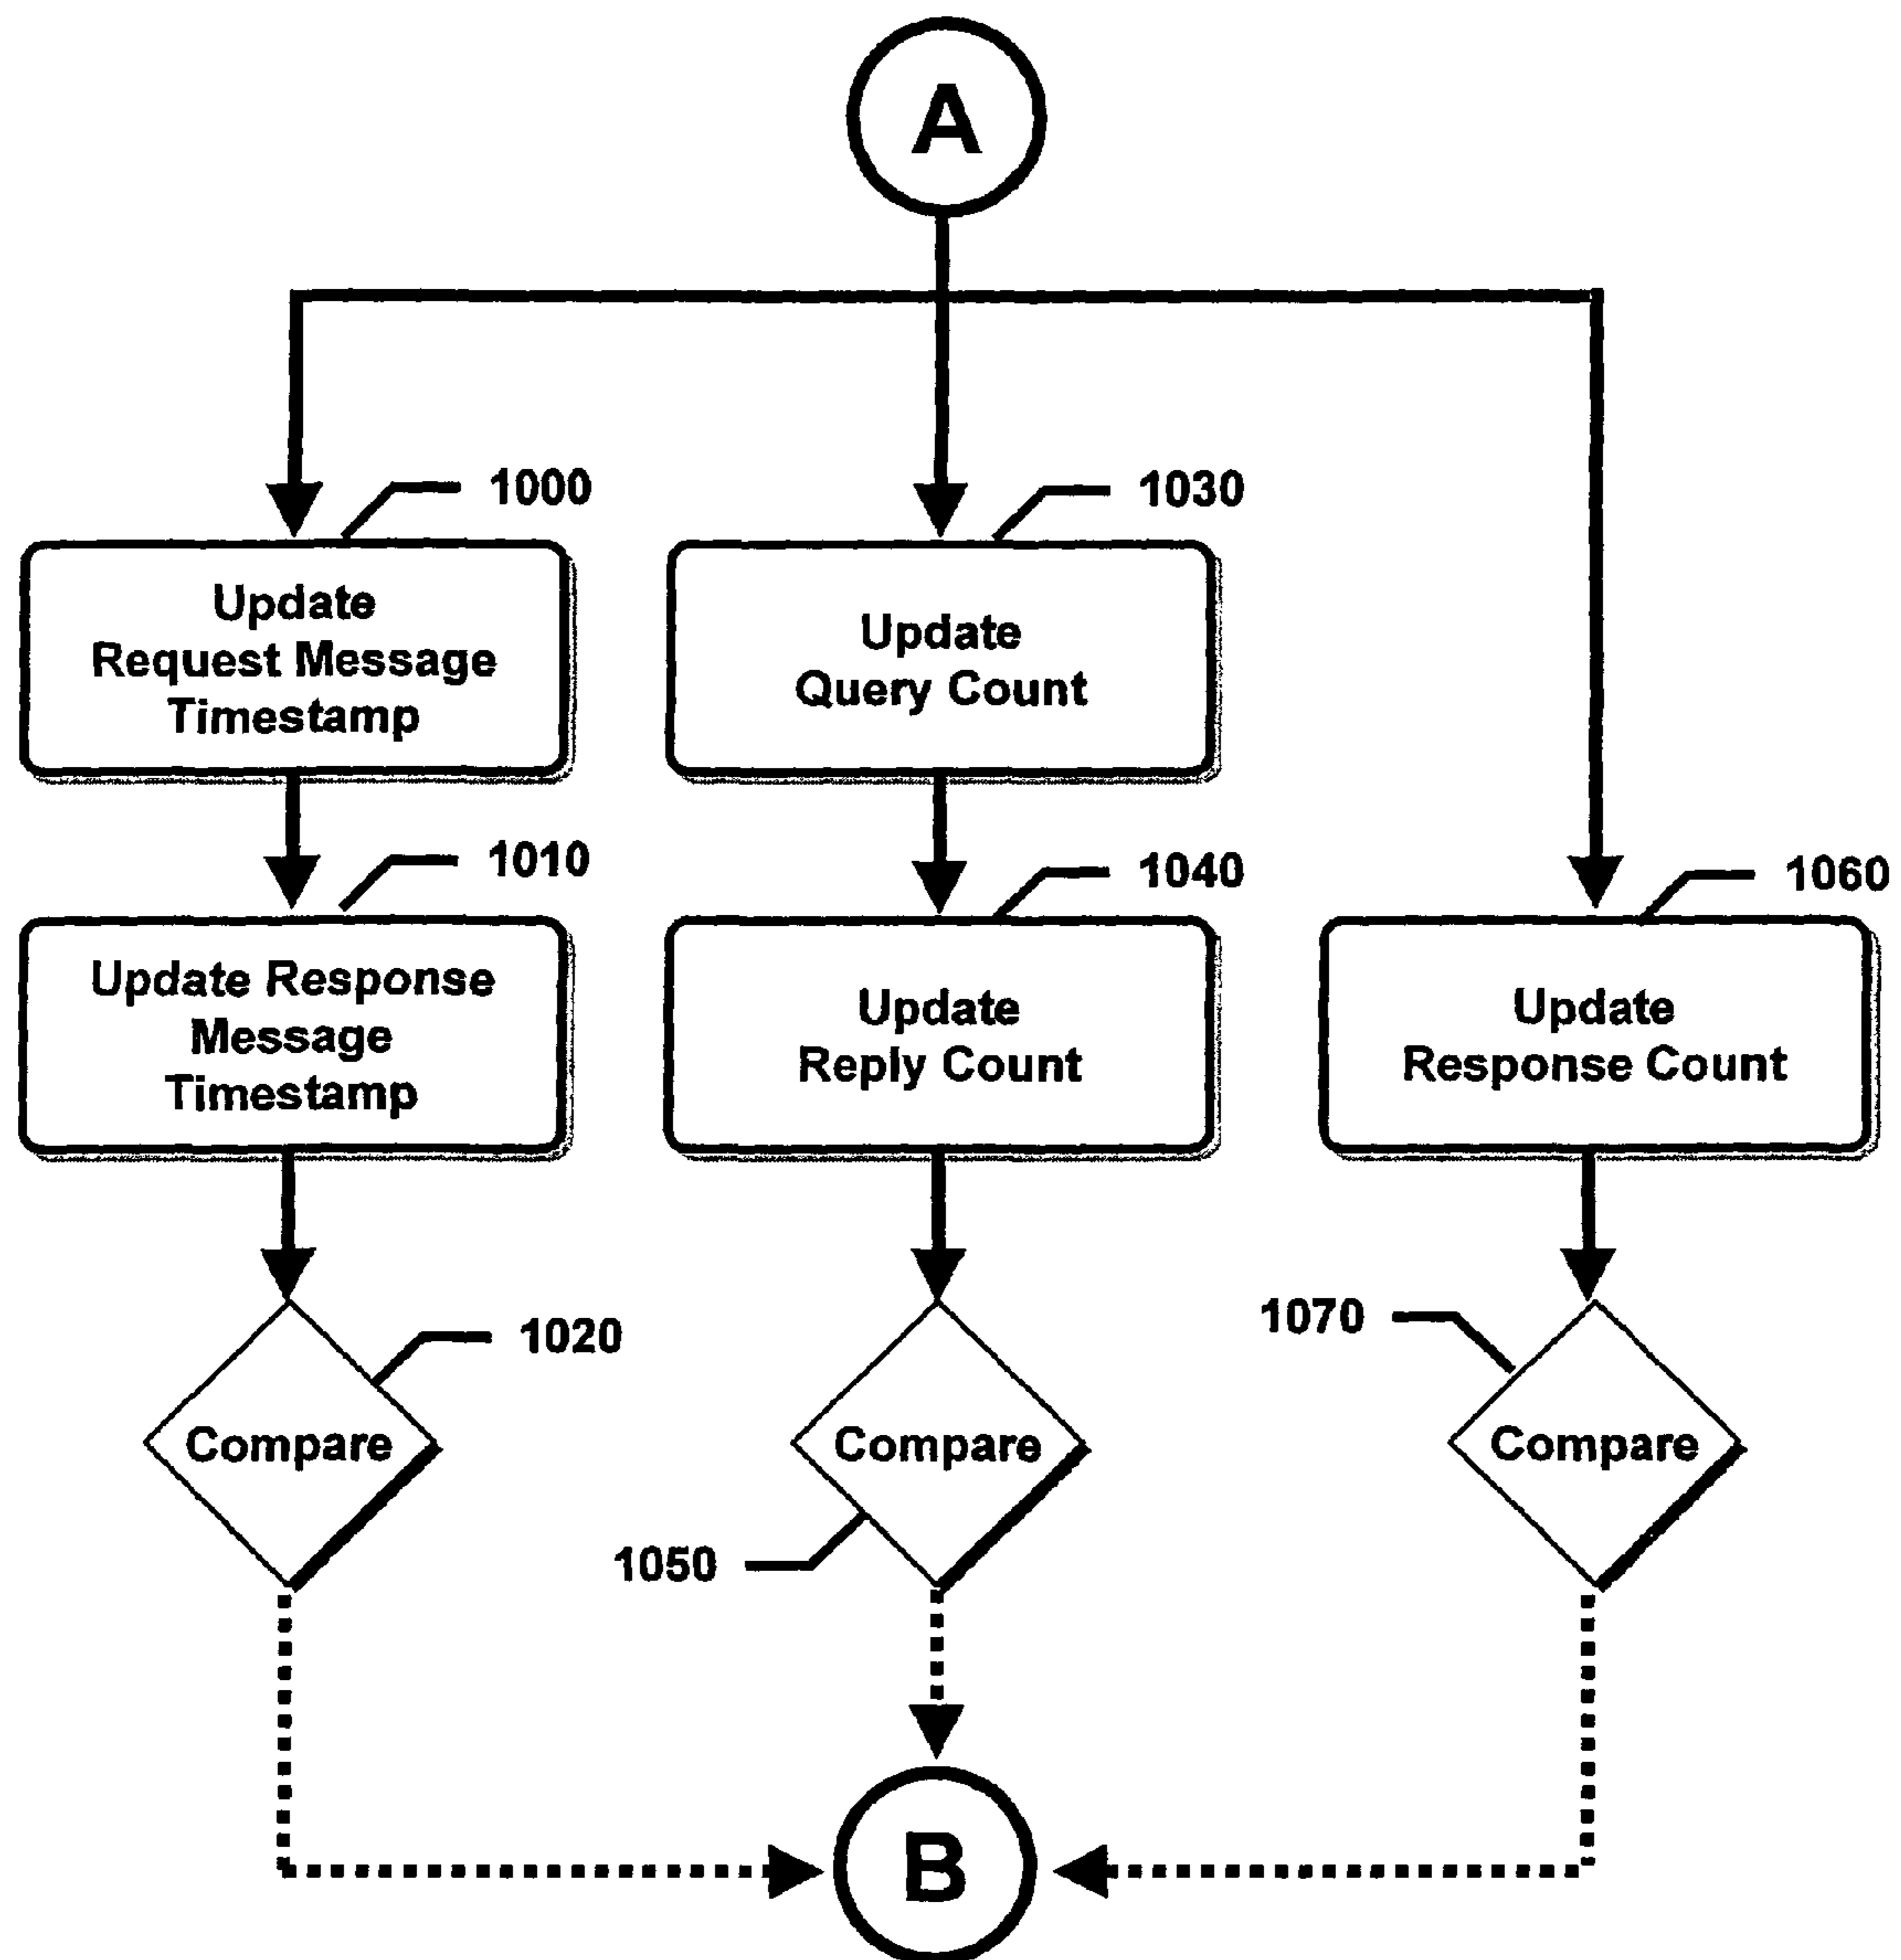 A
1000
1030
Update
Request Message
Timestamp
Update
Query Count
1010
1040
1060
Update Response
Message
Timestamp
Update
Reply Count
Update
Response Count
1020
1070
Compare
Compare
Compare
1050
B